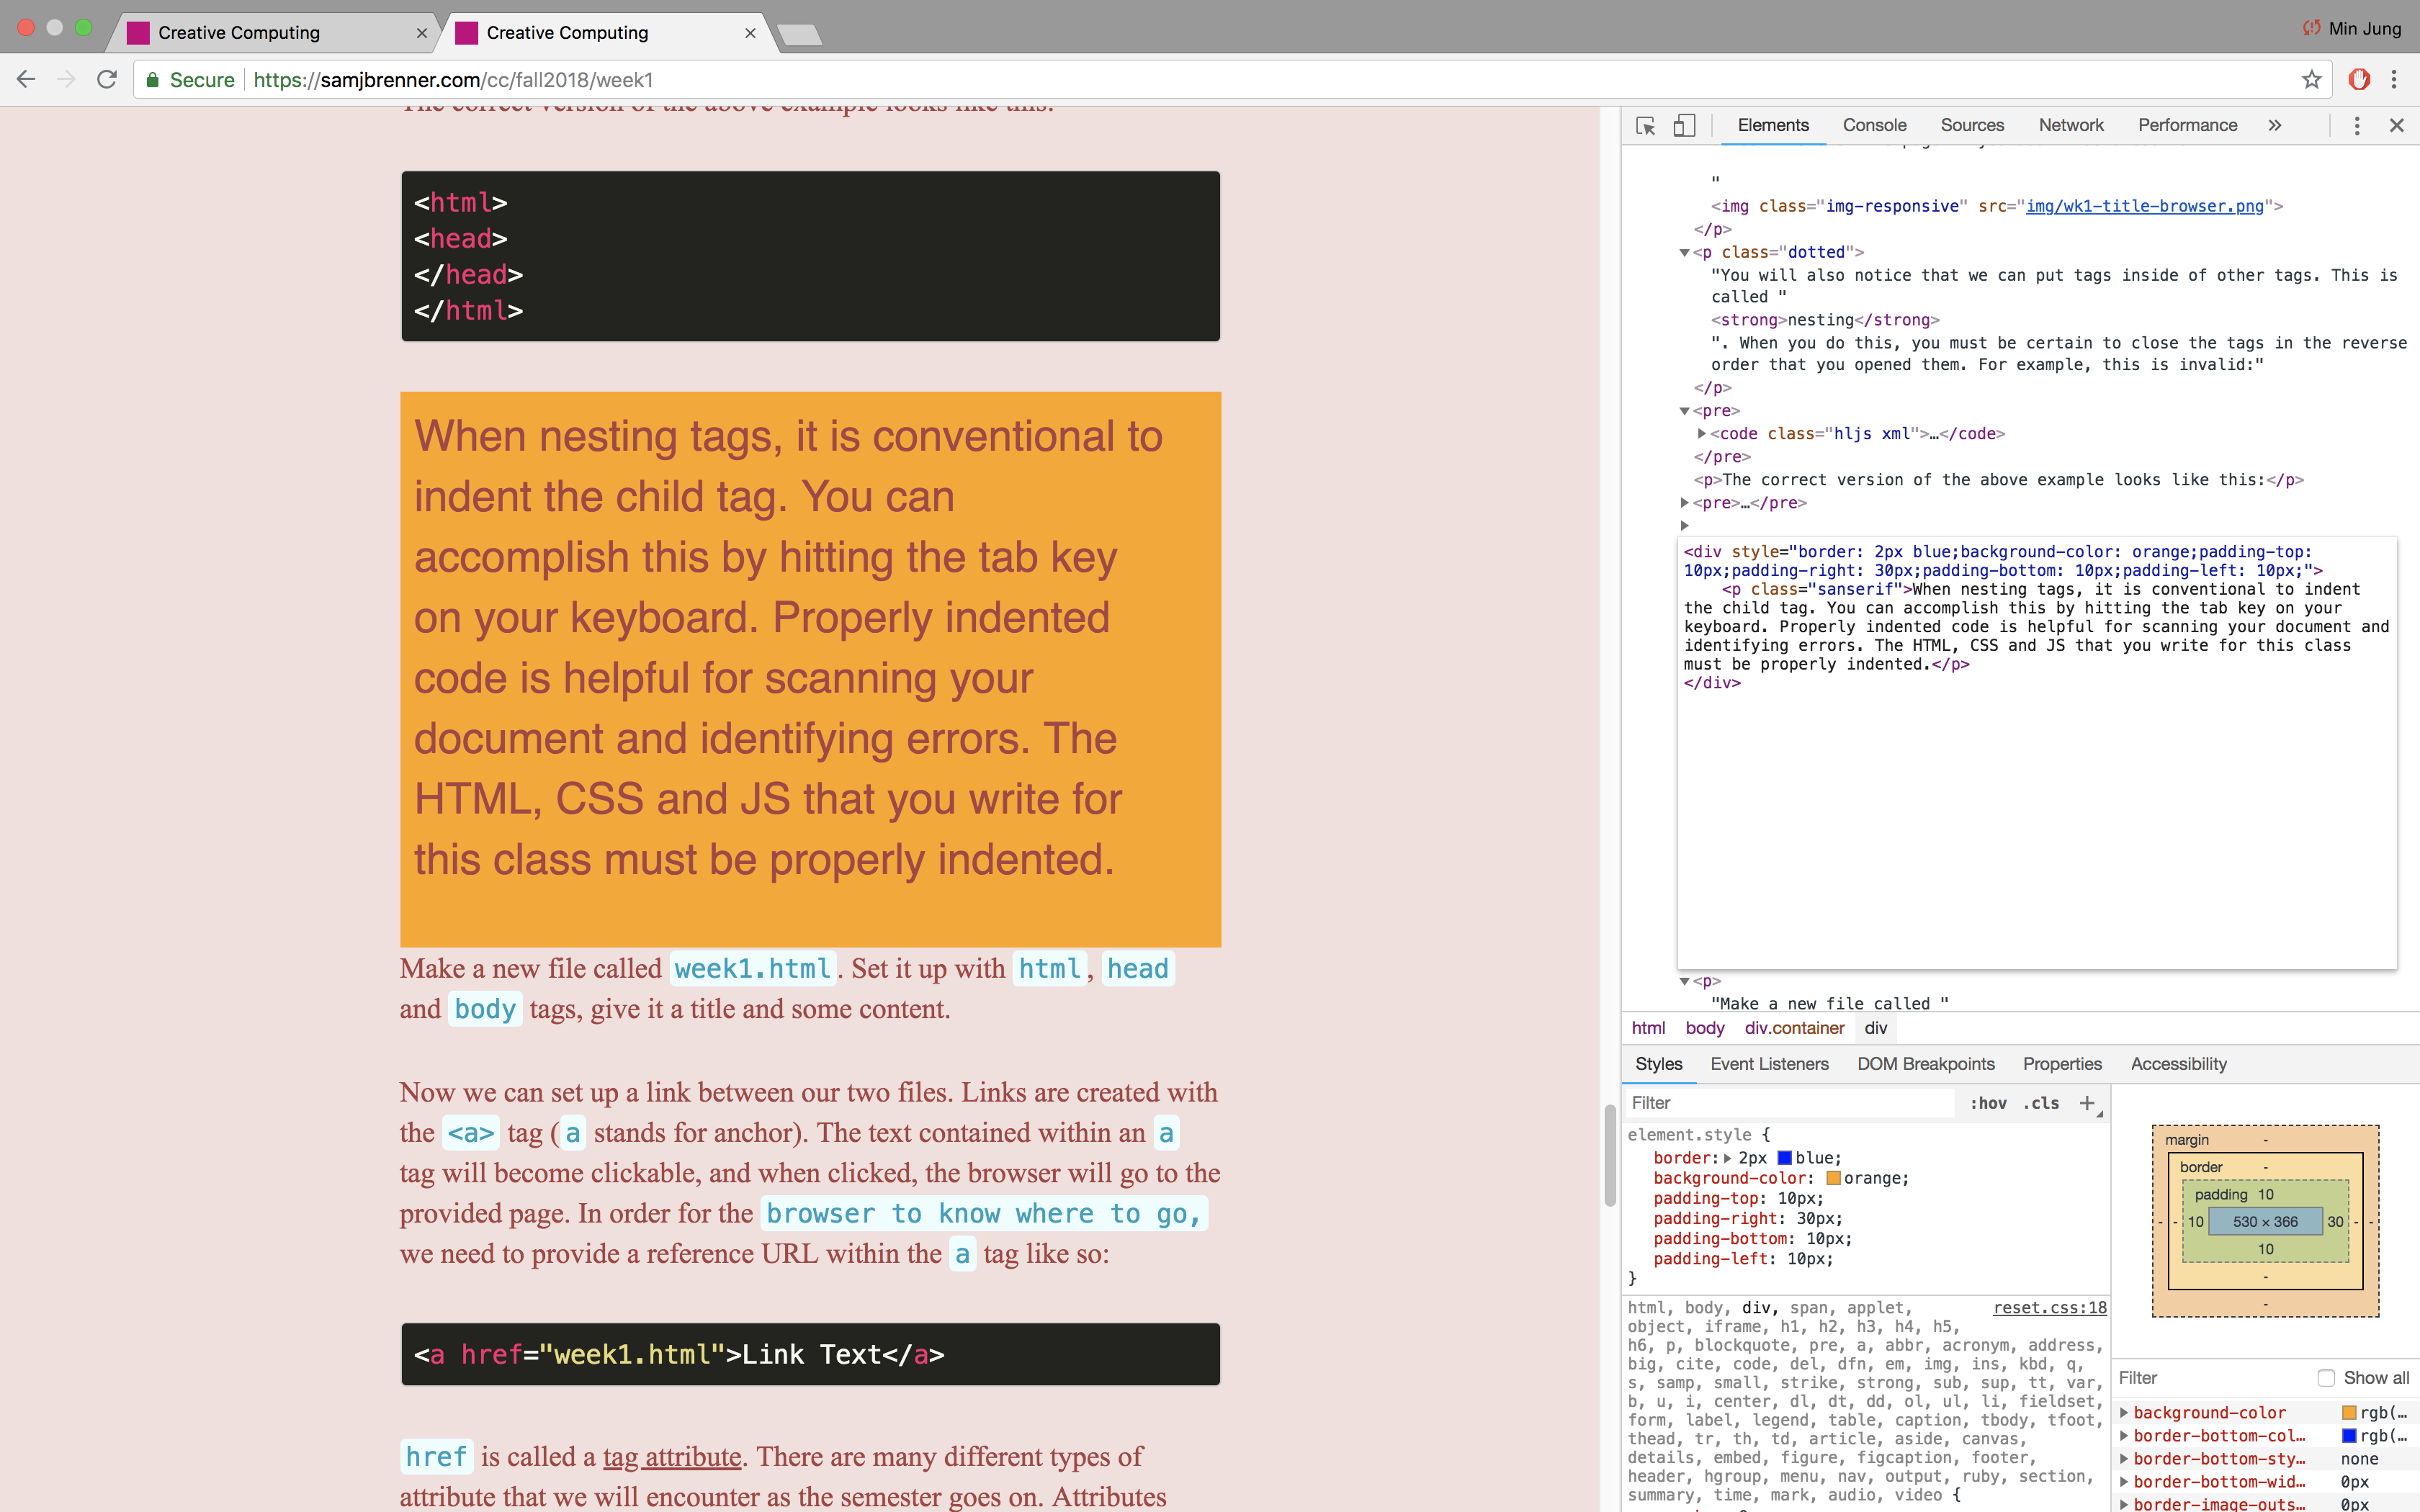 Creative Computing
Creative Computing
Min Jung
Secure https://samjbrenner.com/cc/fall2018/week1
The correct version of the above example looks like this:
<html>
<head>
</head>
</html>
When nesting tags, it is conventional to
indent the child tag. You can
accomplish this by hitting the tab key
on your keyboard. Properly indented
code is helpful for scanning your
document and identifying errors. The
HTML, CSS and JS that you write for
this class must be properly indented.
Make a new file called week1.html. Set it up with html, head
and body tags, give it a title and some content.
Now we can set up a link between our two files. Links are created with
the <a> tag (a stands for anchor). The text contained within an a
tag will become clickable, and when clicked, the browser will go to the
provided page. In order for the browser to know where to go,
we need to provide a reference URL within the a tag like so:
<a href="week1.html">Link Text</a>
href is called a tag attribute. There are many different types of
attribute that we will encounter as the semester goes on. Attributes
Elements Console Sources Network Performance »
"
<img class="img-responsive" src="img/wk1-title-browser.png">
</p>
▼<p class="dotted">
"You will also notice that we can put tags inside of other tags. This is
called "
<strong>nesting</strong>
". When you do this, you must be certain to close the tags in the reverse
order that you opened them. For example, this is invalid:"
</p>
▼<pre>
▶<code class="hljs xml">…</code>
</pre>
<p>The correct version of the above example looks like this:</p>
▶<pre>…</pre>
▶
<div style="border: 2px blue;background-color: orange;padding-top:
10px;padding-right: 30px;padding-bottom: 10px;padding-left: 10px;">
<p class="sanserif">When nesting tags, it is conventional to indent
the child tag. You can accomplish this by hitting the tab key on your
keyboard. Properly indented code is helpful for scanning your document and
identifying errors. The HTML, CSS and JS that you write for this class
must be properly indented.</p>
</div>
▼<p>
"Make a new file called "
html body div.container div
Styles Event Listeners DOM Breakpoints Properties Accessibility
Filter :hov .cls +
element.style {
border:▶ 2px blue;
background-color: orange;
padding-top: 10px;
padding-right: 30px;
padding-bottom: 10px;
padding-left: 10px;
}
html, body, div, span, applet, reset.css:18
object, iframe, h1, h2, h3, h4, h5,
h6, p, blockquote, pre, a, abbr, acronym, address,
big, cite, code, del, dfn, em, img, ins, kbd, q,
s, samp, small, strike, strong, sub, sup, tt, var,
b, u, i, center, dl, dt, dd, ol, ul, li, fieldset,
form, label, legend, table, caption, tbody, tfoot,
thead, tr, th, td, article, aside, canvas,
details, embed, figure, figcaption, footer,
header, hgroup, menu, nav, output, ruby, section,
summary, time, mark, audio, video {
margin -
border -
padding 10
- - 10 530 × 366 30 - -
10
-
-
Filter Show all
▶ background-color rgb(…
▶ border-bottom-col… rgb(…
▶ border-bottom-sty… none
▶ border-bottom-wid… 0px
▶ border-image-outs… 0px